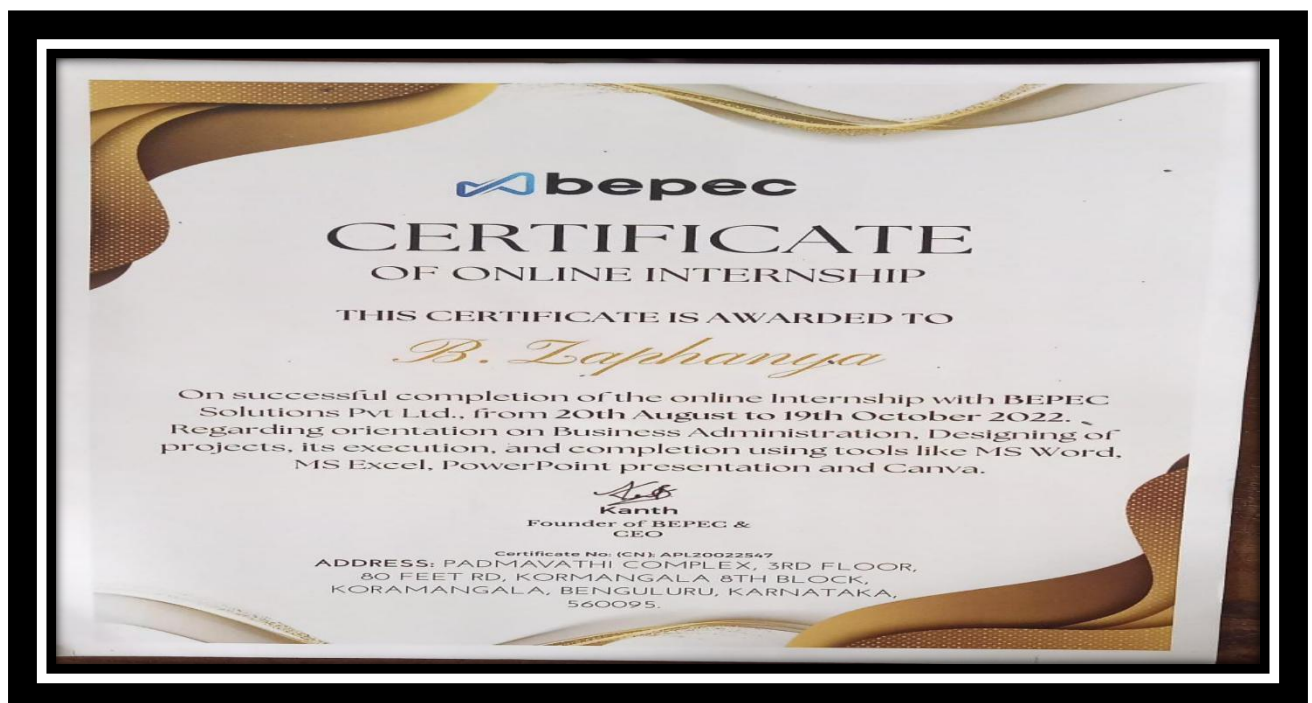 bepec
CERTIFICATE
OF ONLINE INTERNSHIP
THIS CERTIFICATE IS AWARDED TO
B. Zaphanya
On successful completion of the online Internship with BEPEC
Solutions Pvt Ltd., from 20th August to 19th October 2022.
Regarding orientation on Business Administration, Designing of
projects, its execution, and completion using tools like MS Word,
MS Excel, PowerPoint presentation and Canva.
Kanth
Founder of BEPEC &
CEO
Certificate No: (CN): APL20022547
ADDRESS: PADMAVATHI COMPLEX, 3RD FLOOR,
80 FEET RD, KORMANGALA 8TH BLOCK,
KORAMANGALA, BENGULURU, KARNATAKA,
560095.